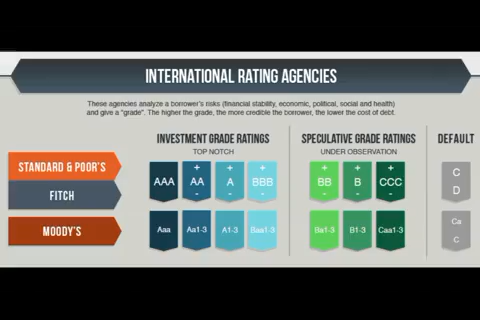 INTERNATIONAL RATING AGENCIES
These agencies analyze a borrower's risks (financial stability, economic, political, social and health)
and give a "grade". The higher the grade, the more credible the borrower, the lower the cost of debt.
INVESTMENT GRADE RATINGS
TOP NOTCH
SPECULATIVE GRADE RATINGS
UNDER OBSERVATION
DEFAULT
STANDARD & POOR'S
FITCH
AAA
+
AA
-
+
A
-
+
BBB
-
+
BB
-
+
B
-
+
CCC
-
C
D
MOODY'S
Aaa
Aa1-3
A1-3
Baa1-3
Ba1-3
B1-3
Caa1-3
Ca
C